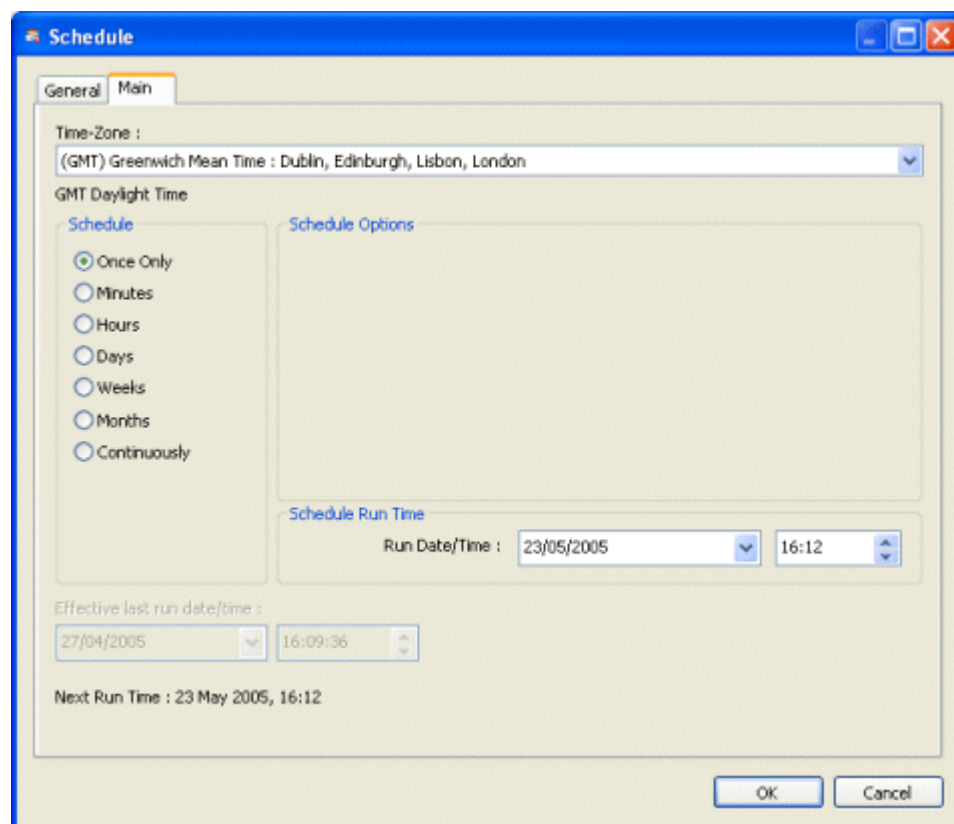 Schedule
General Main
Time-Zone :
(GMT) Greenwich Mean Time : Dublin, Edinburgh, Lisbon, London
GMT Daylight Time
Schedule
Once Only
Minutes
Hours
Days
Weeks
Months
Continuously
Schedule Options
Schedule Run Time
Run Date/Time : 23/05/2005 16:12
Effective last run date/time :
27/04/2005 16:09:36
Next Run Time : 23 May 2005, 16:12
OK Cancel